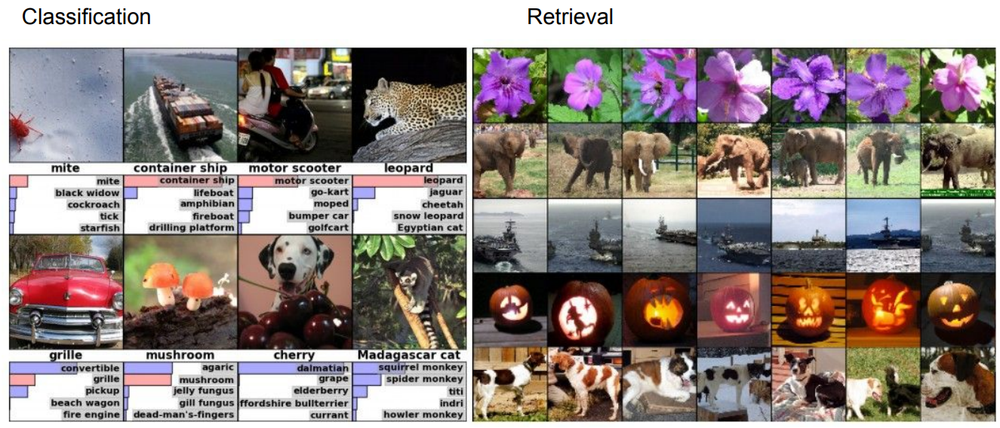 Classification
Retrieval
mite
container ship
motor scooter
leopard
mite
black widow
cockroach
tick
starfish
container ship
lifeboat
amphibian
fireboat
drilling platform
motor scooter
go-kart
moped
bumper car
golfcart
leopard
jaguar
cheetah
snow leopard
Egyptian cat
grille
mushroom
cherry
Madagascar cat
convertible
grille
pickup
beach wagon
fire engine
agaric
mushroom
jelly fungus
gill fungus
dead-man's-fingers
dalmatian
grape
elderberry
ffordshire bullterrier
currant
squirrel monkey
spider monkey
titi
indri
howler monkey